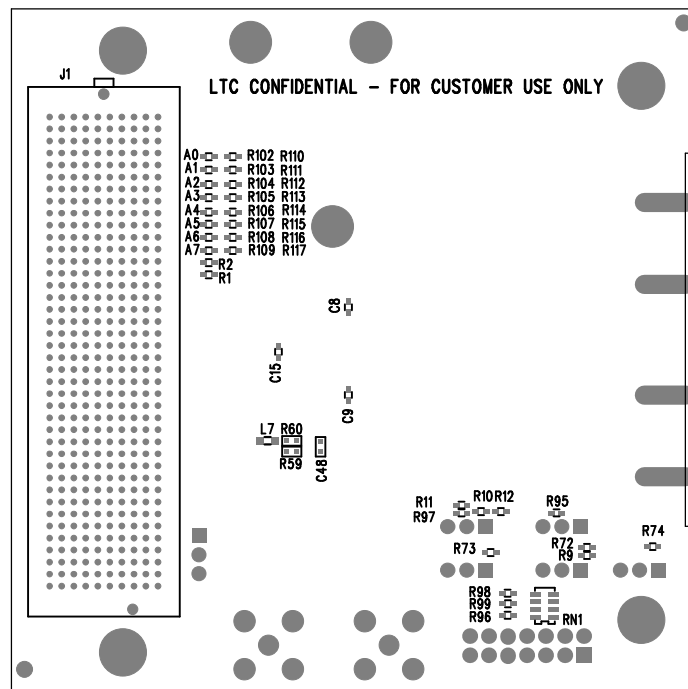 J1
LTC CONFIDENTIAL - FOR CUSTOMER USE ONLY
A0 R102 R110
A1 R103 R111
A2 R104 R112
A3 R105 R113
A4 R106 R114
A5 R107 R115
A6 R108 R116
A7 R109 R117
R2
R1
C8
C15
C9
L7 R60
R59
C48
R11 R10 R12 R95
R97
R74
R73 R72
R9
R98
R99
R96 RN1